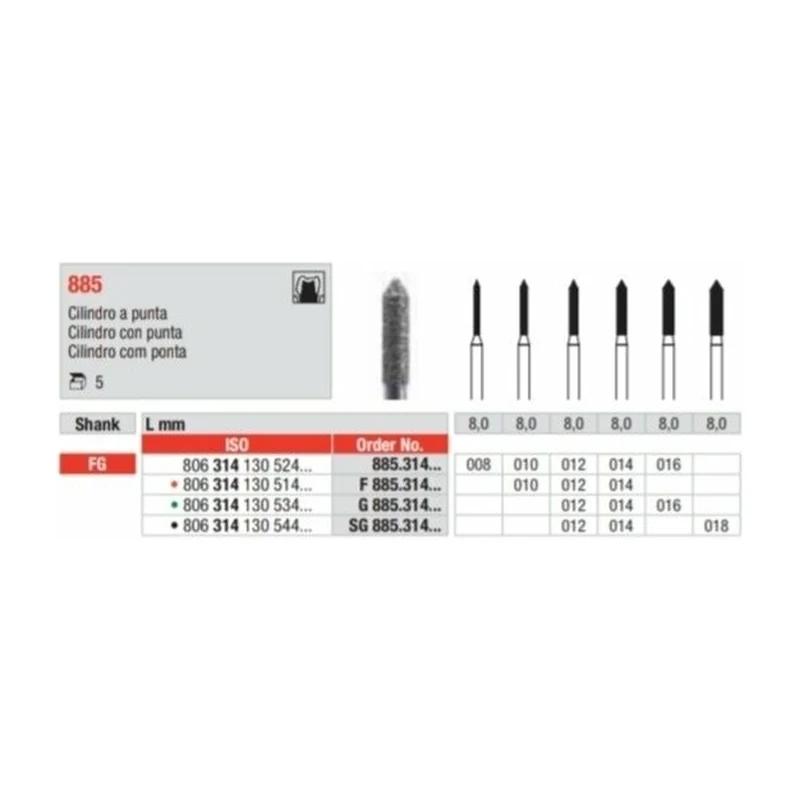 885
Cilindro a punta
Cilindro con punta
Cilindro com ponta
5
Shank L mm 8,0 8,0 8,0 8,0 8,0 8,0
ISO Order No.
FG 806 314 130 524... 885.314... 008 010 012 014 016
• 806 314 130 514... F 885.314... 010 012 014
• 806 314 130 534... G 885.314... 012 014 016
• 806 314 130 544... SG 885.314... 012 014 018